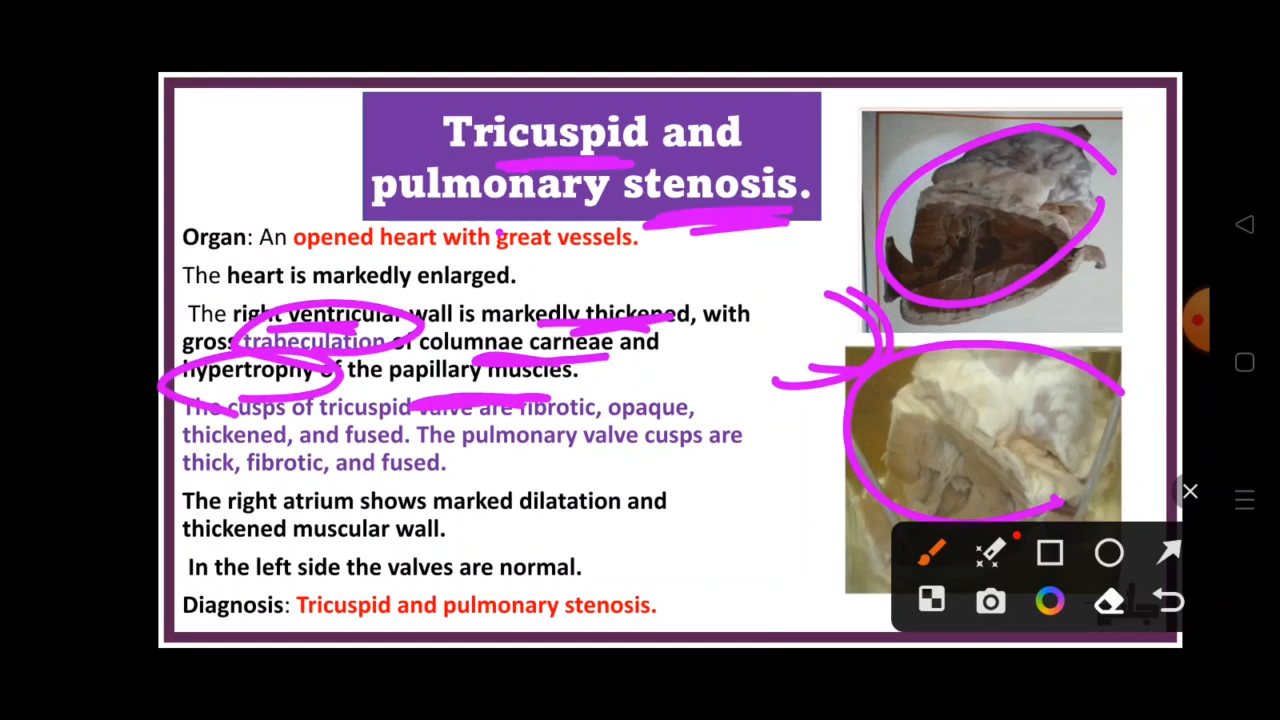 Tricuspid and
pulmonary stenosis.
Organ: An opened heart with great vessels.
The heart is markedly enlarged.
The right ventricular wall is markedly thickened, with
gross trabeculation of columnae carneae and
hypertrophy of the papillary muscles.
The cusps of tricuspid valve are fibrotic, opaque,
thickened, and fused. The pulmonary valve cusps are
thick, fibrotic, and fused.
The right atrium shows marked dilatation and
thickened muscular wall.
In the left side the valves are normal.
Diagnosis: Tricuspid and pulmonary stenosis.